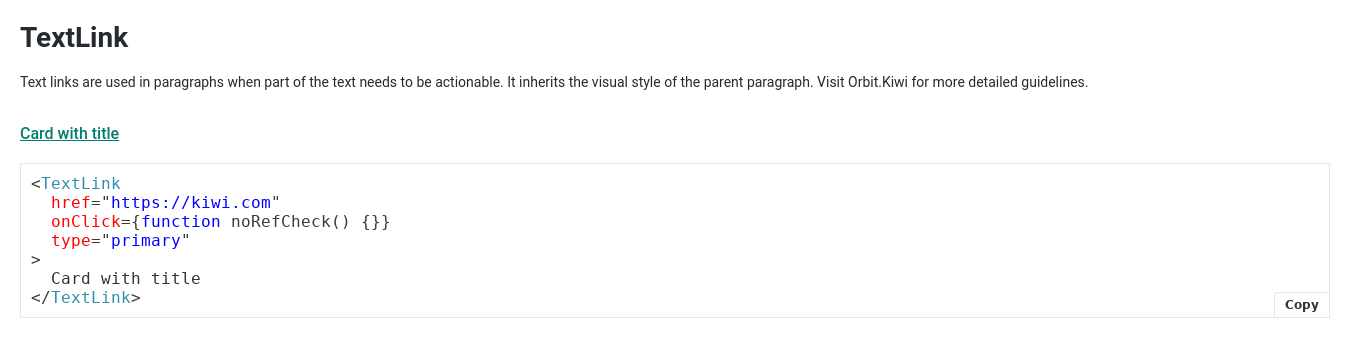 TextLink
Text links are used in paragraphs when part of the text needs to be actionable. It inherits the visual style of the parent paragraph. Visit Orbit.Kiwi for more detailed guidelines.
Card with title
<TextLink
  href="https://kiwi.com"
  onClick={function noRefCheck() {}}
  type="primary"
>
  Card with title
</TextLink>
Copy